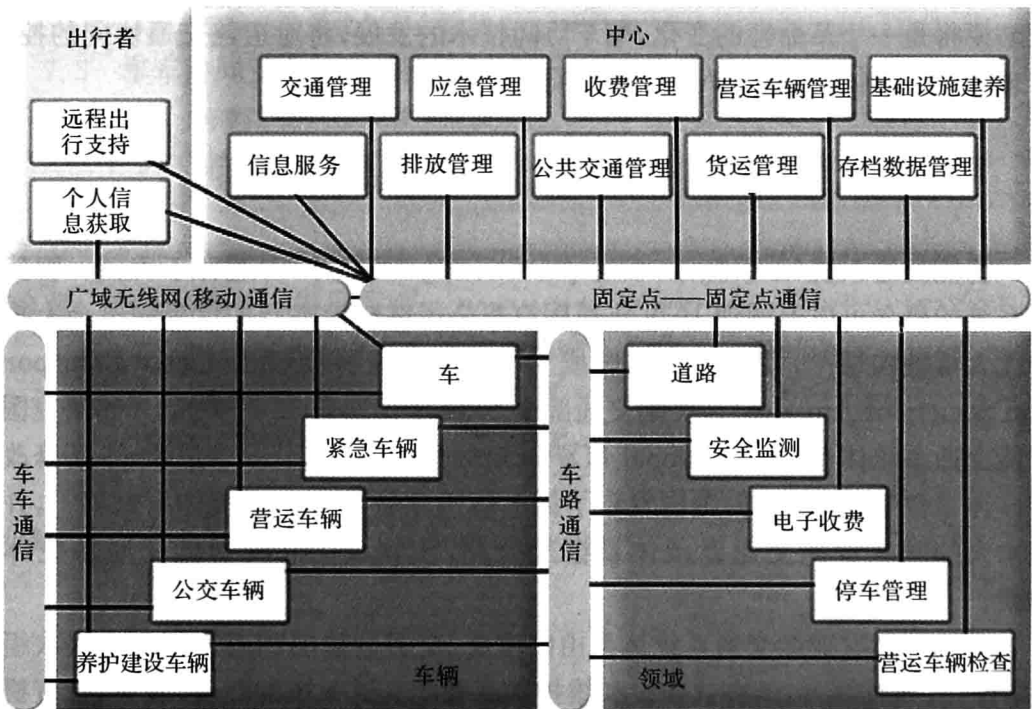 出行者
中心
交通管理
应急管理
收费管理
营运车辆管理
基础设施建养
远程出
行支持
信息服务
排放管理
公共交通管理
货运管理
存档数据管理
个人信
息获取
广域无线网(移动)通信
固定点——固定点通信
车车通信
车
紧急车辆
营运车辆
公交车辆
养护建设车辆
车辆
车路通信
道路
安全监测
电子收费
停车管理
营运车辆检查
领域